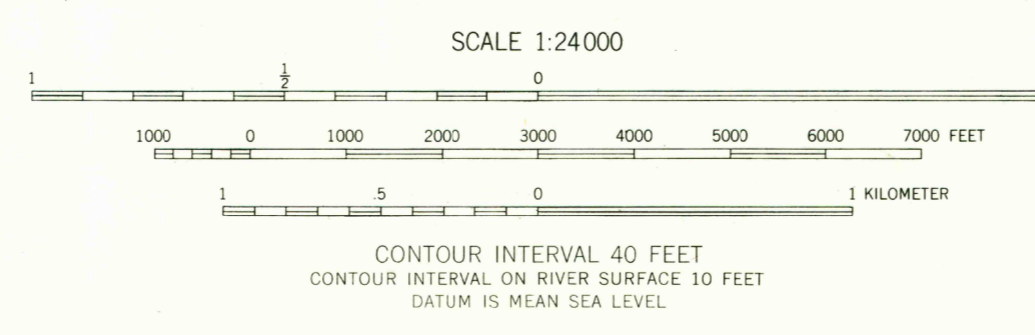 SCALE 1:24000
1 1/2 0
1000 0 1000 2000 3000 4000 5000 6000 7000 FEET
1 .5 0 1 KILOMETER
CONTOUR INTERVAL 40 FEET
CONTOUR INTERVAL ON RIVER SURFACE 10 FEET
DATUM IS MEAN SEA LEVEL